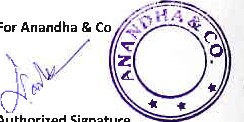 For Anandha & Co
ANANDHA & CO.
Authorized Signature